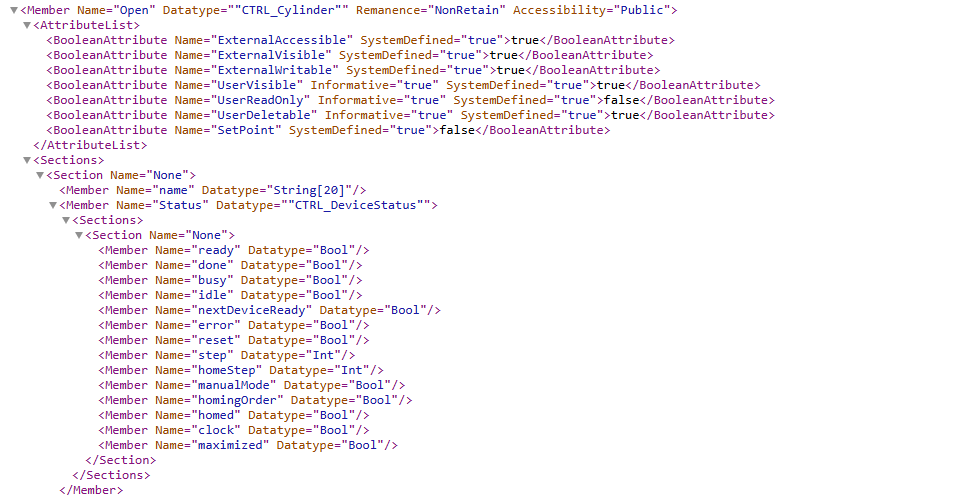 <Member Name="Open" Datatype=""CTRL_Cylinder"" Remanence="NonRetain" Accessibility="Public">
<AttributeList>
<BooleanAttribute Name="ExternalAccessible" SystemDefined="true">true</BooleanAttribute>
<BooleanAttribute Name="ExternalVisible" SystemDefined="true">true</BooleanAttribute>
<BooleanAttribute Name="ExternalWritable" SystemDefined="true">true</BooleanAttribute>
<BooleanAttribute Name="UserVisible" Informative="true" SystemDefined="true">true</BooleanAttribute>
<BooleanAttribute Name="UserReadOnly" Informative="true" SystemDefined="true">false</BooleanAttribute>
<BooleanAttribute Name="UserDeletable" Informative="true" SystemDefined="true">true</BooleanAttribute>
<BooleanAttribute Name="SetPoint" SystemDefined="true">false</BooleanAttribute>
</AttributeList>
<Sections>
<Section Name="None">
<Member Name="name" Datatype="String[20]"/>
<Member Name="Status" Datatype=""CTRL_DeviceStatus"">
<Sections>
<Section Name="None">
<Member Name="ready" Datatype="Bool"/>
<Member Name="done" Datatype="Bool"/>
<Member Name="busy" Datatype="Bool"/>
<Member Name="idle" Datatype="Bool"/>
<Member Name="nextDeviceReady" Datatype="Bool"/>
<Member Name="error" Datatype="Bool"/>
<Member Name="reset" Datatype="Bool"/>
<Member Name="step" Datatype="Int"/>
<Member Name="homeStep" Datatype="Int"/>
<Member Name="manualMode" Datatype="Bool"/>
<Member Name="homingOrder" Datatype="Bool"/>
<Member Name="homed" Datatype="Bool"/>
<Member Name="clock" Datatype="Bool"/>
<Member Name="maximized" Datatype="Bool"/>
</Section>
</Sections>
</Member>